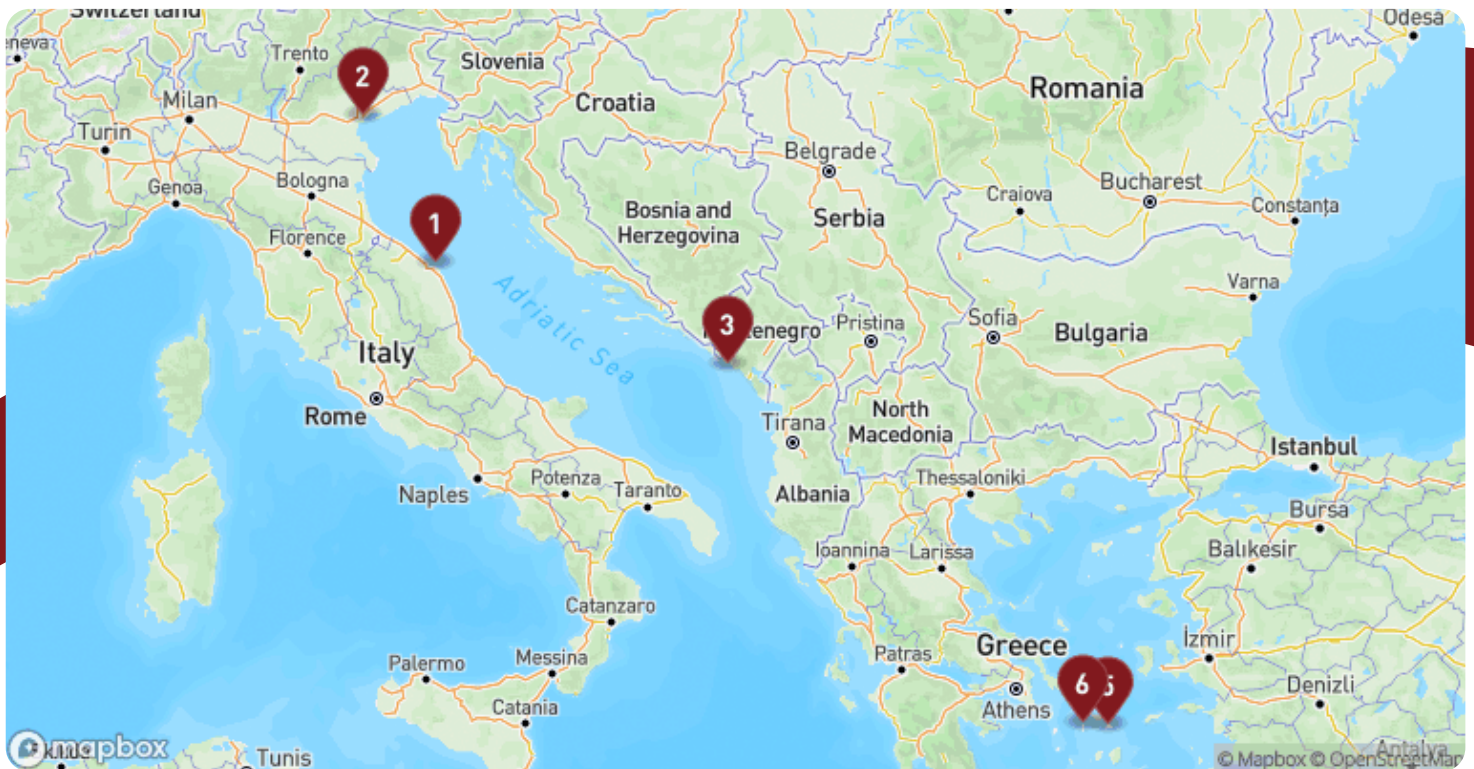 Switzerland
Odesa
eneva
Trento
Slovenia
Romania
2
Milan
Croatia
Turin
Belgrade
Genoa
Bologna
Bucharest
Craiova
Constanța
Bosnia and
Herzegovina
Serbia
1
Florence
Varna
Adriatic Sea
3
tenegro
Pristina
Sofia
Bulgaria
Italy
Rome
North
Macedonia
Tirana
Istanbul
Naples
Potenza
Taranto
Albania
Thessaloniki
Bursa
Ioannina
Larissa
Balıkesir
Catanzaro
Greece
İzmir
Palermo
Messina
Patras
6
5
Denizli
Catania
Athens
mapbox
Tunis
Antalya
© Mapbox © OpenStreetMap